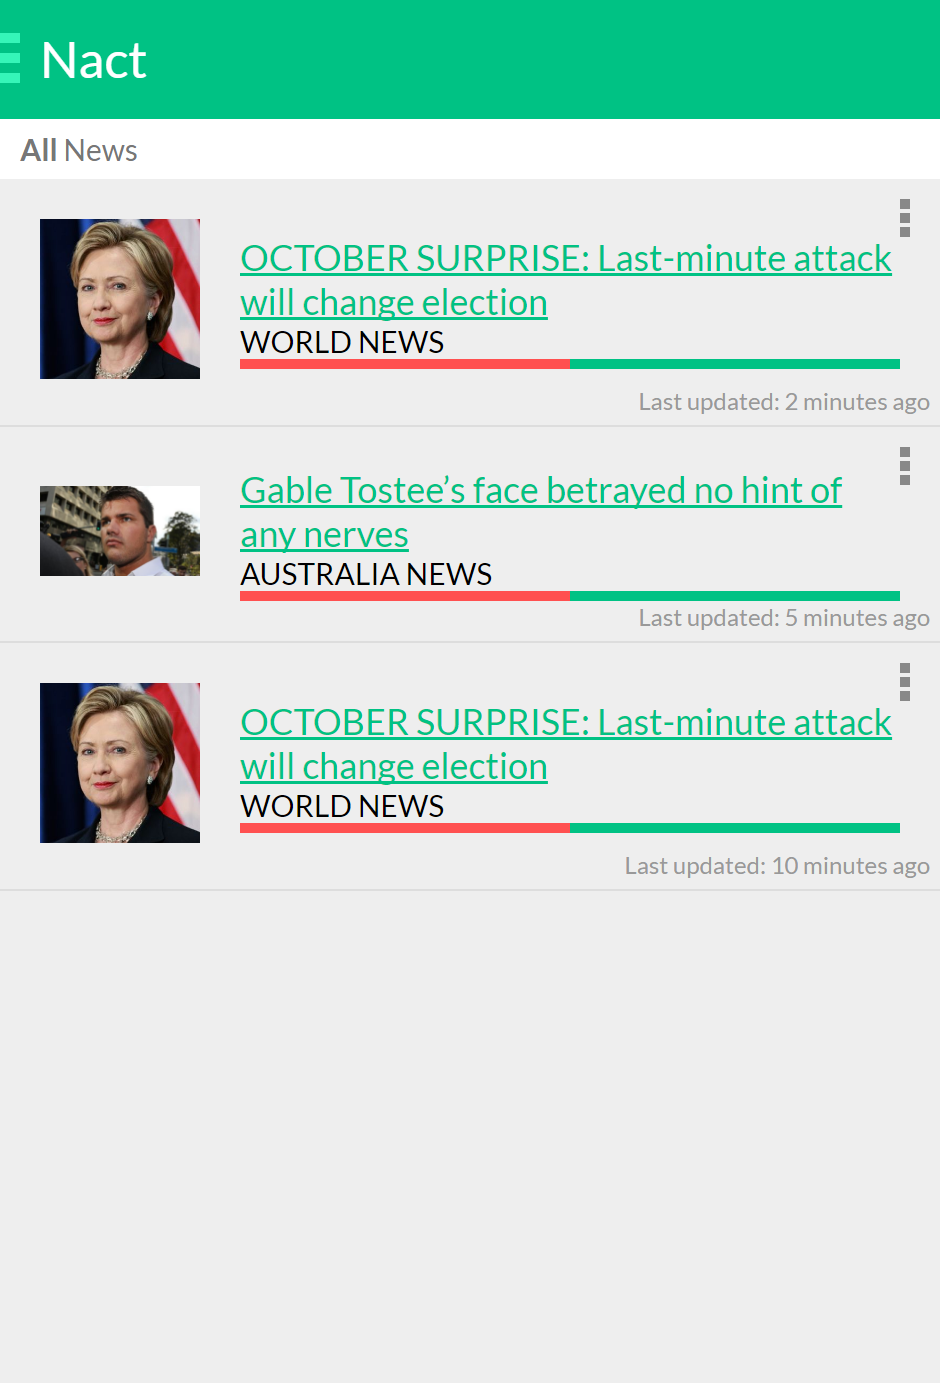 Nact
All News
OCTOBER SURPRISE: Last-minute attack
will change election
WORLD NEWS
Last updated: 2 minutes ago
Gable Tostee’s face betrayed no hint of
any nerves
AUSTRALIA NEWS
Last updated: 5 minutes ago
OCTOBER SURPRISE: Last-minute attack
will change election
WORLD NEWS
Last updated: 10 minutes ago